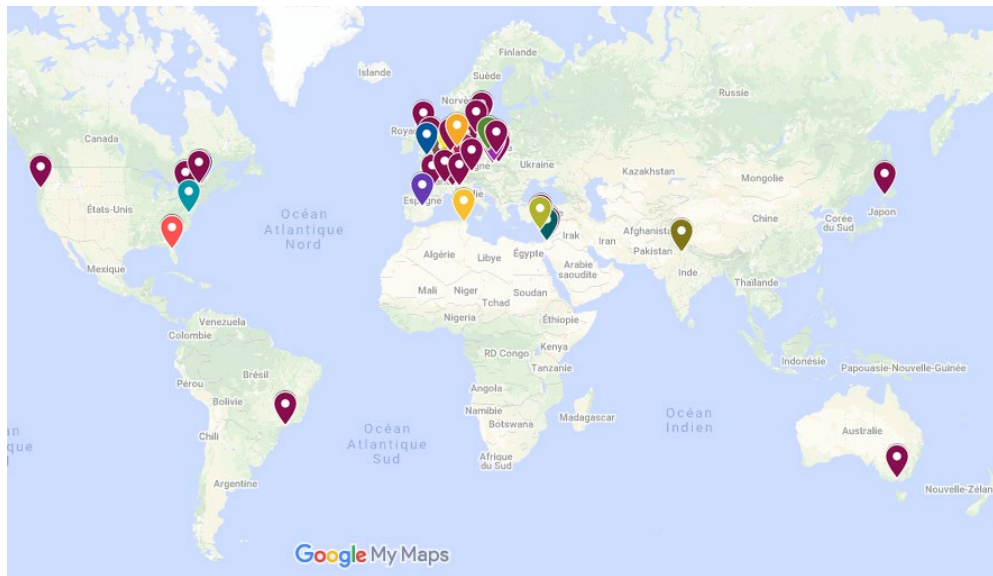 Finlande
Islande
Suède
Norvè
Russie
Roya
Canada
Ukraine
Kazakhstan
Mongolie
Espagne
États-Unis
Japon
Chine
Corée
du Sud
Océan
Atlantique
Nord
Irak
Iran
Afghanista
Pakistan
Algérie
Libye
Égypte
Arabie
saoudite
Inde
Mexique
Mali
Niger
Tchad
Soudan
Thaïlande
Nigeria
Éthiopie
Venezuela
Colombie
RD Congo
Kenya
Tanzanie
Indonésie
Papouasie-Nouvelle-Guinée
Pérou
Brésil
Bolivie
Angola
Namibie
Botswana
Madagascar
Océan
Indien
Océan
Atlantique
Sud
Chili
Australie
Afrique
du Sud
Argentine
Nouvelle-Zélan
Google My Maps